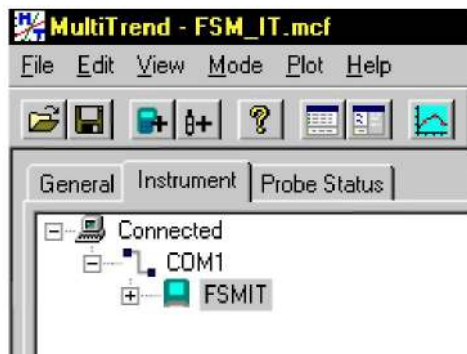 MultiTrend - FSM_IT.mcf
File Edit View Mode Plot Help
General Instrument Probe Status
Connected
COM1
FSMIT